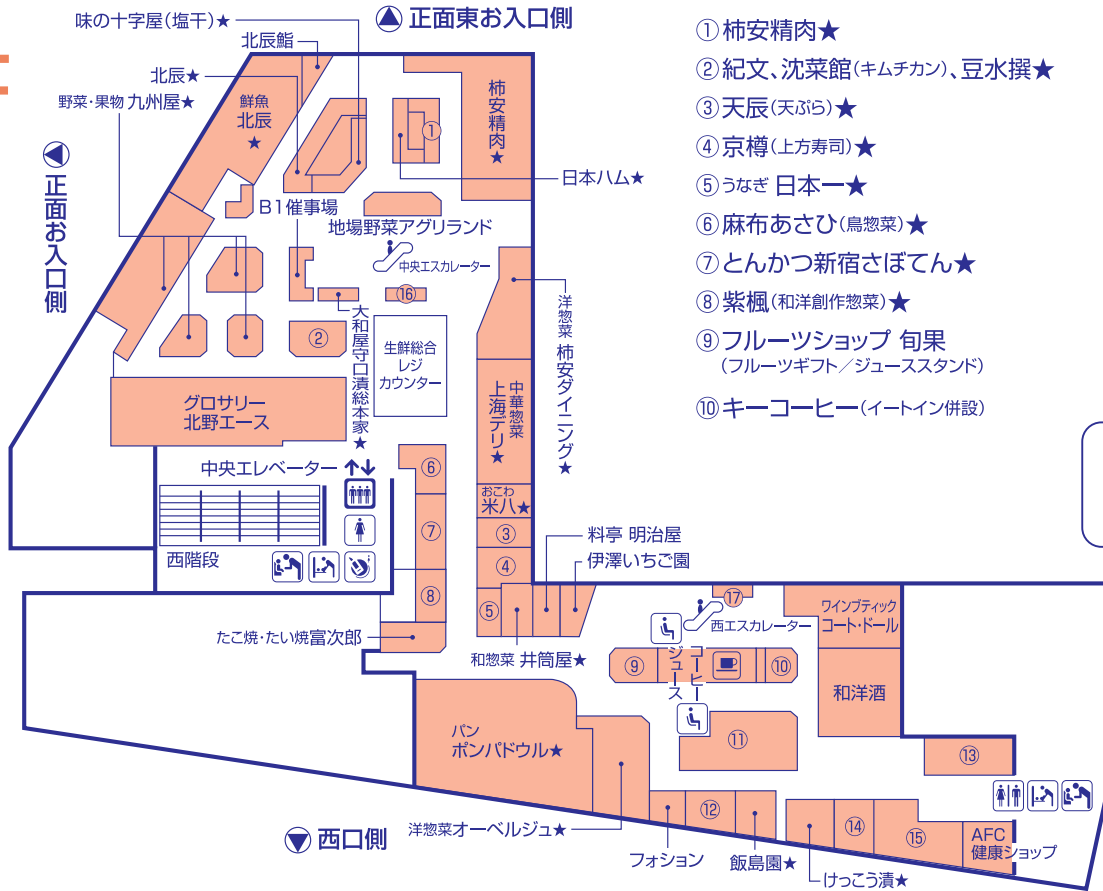 味の十字屋(塩干)★
正面東お入口側
北辰鮨
北辰★
野菜・果物 九州屋★
鮮魚
北辰
★
柿安精肉
★
①
日本ハム★
正面お入口側
B1催事場
地場野菜アグリランド
中央エスカレーター
⑯
②
大和屋守口漬総本家
★
生鮮総合
レジ
カウンター
洋惣菜 柿安ダイニング
★
グロサリー
北野エース
中華惣菜
上海デリ
★
中央エレベーター
西階段
⑥
⑦
⑧
おこわ
米八★
③
④
⑤
料亭 明治屋
伊澤いちご園
たこ焼・たい焼富次郎
和惣菜 井筒屋★
⑰
西エスカレーター
ワインブティック
コート・ドール
⑨
ジュース
コーヒー
⑩
和洋酒
パン
ポンパドウル★
⑪
⑬
洋惣菜オーベルジュ★
⑫
⑭
⑮
AFC
健康ショップ
西口側
フォション
飯島園★
けっこう漬★
①柿安精肉★
②紀文、沈菜館(キムチカン)、豆水撰★
③天辰(天ぷら)★
④京樽(上方寿司)★
⑤うなぎ 日本一★
⑥麻布あさひ(鳥惣菜)★
⑦とんかつ新宿さぼてん★
⑧紫楓(和洋創作惣菜)★
⑨フルーツショップ 旬果
(フルーツギフト／ジューススタンド)
⑩キーコーヒー(イートイン併設)